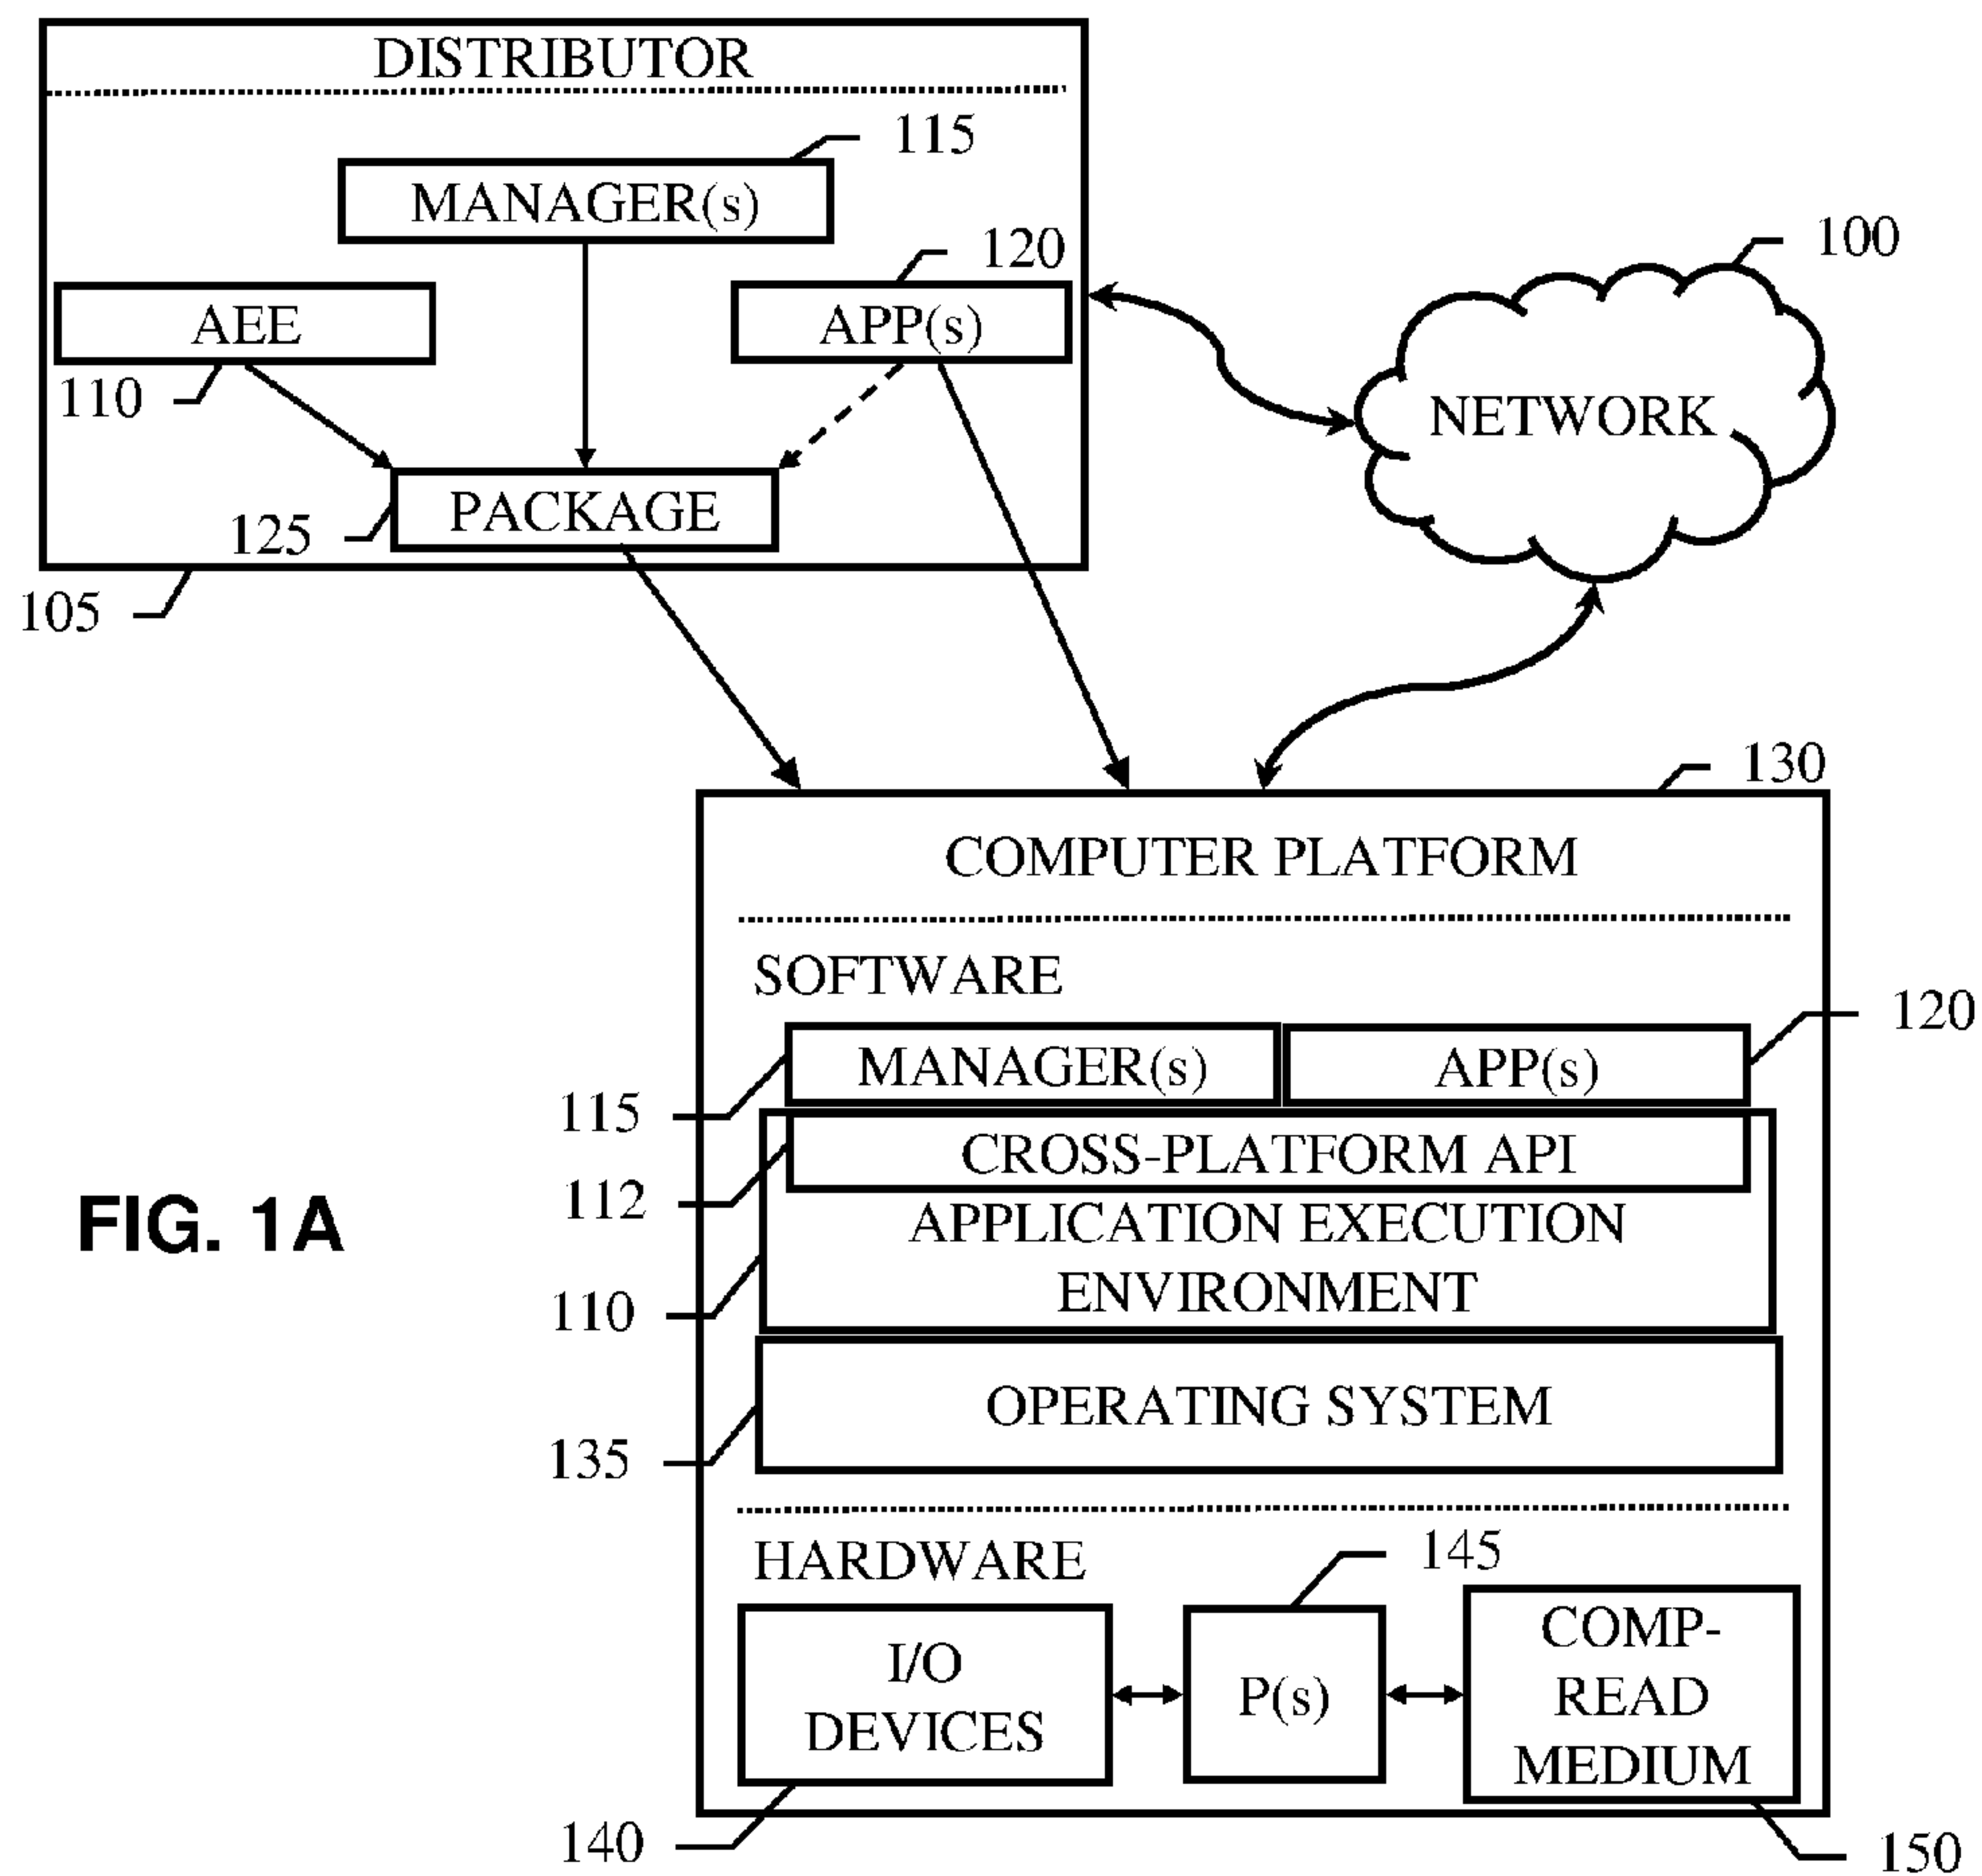 DISTRIBUTOR
115
MANAGER(s)
120
100
AEE
APP(s)
110
NETWORK
PACKAGE
125
105
130
COMPUTER PLATFORM
SOFTWARE
120
MANAGER(s)
APP(s)
115
CROSS-PLATFORM API
112
APPLICATION EXECUTION
ENVIRONMENT
FIG. 1A
110
OPERATING SYSTEM
135
HARDWARE
145
I/O
DEVICES
P(s)
COMP-
READ
MEDIUM
140
150